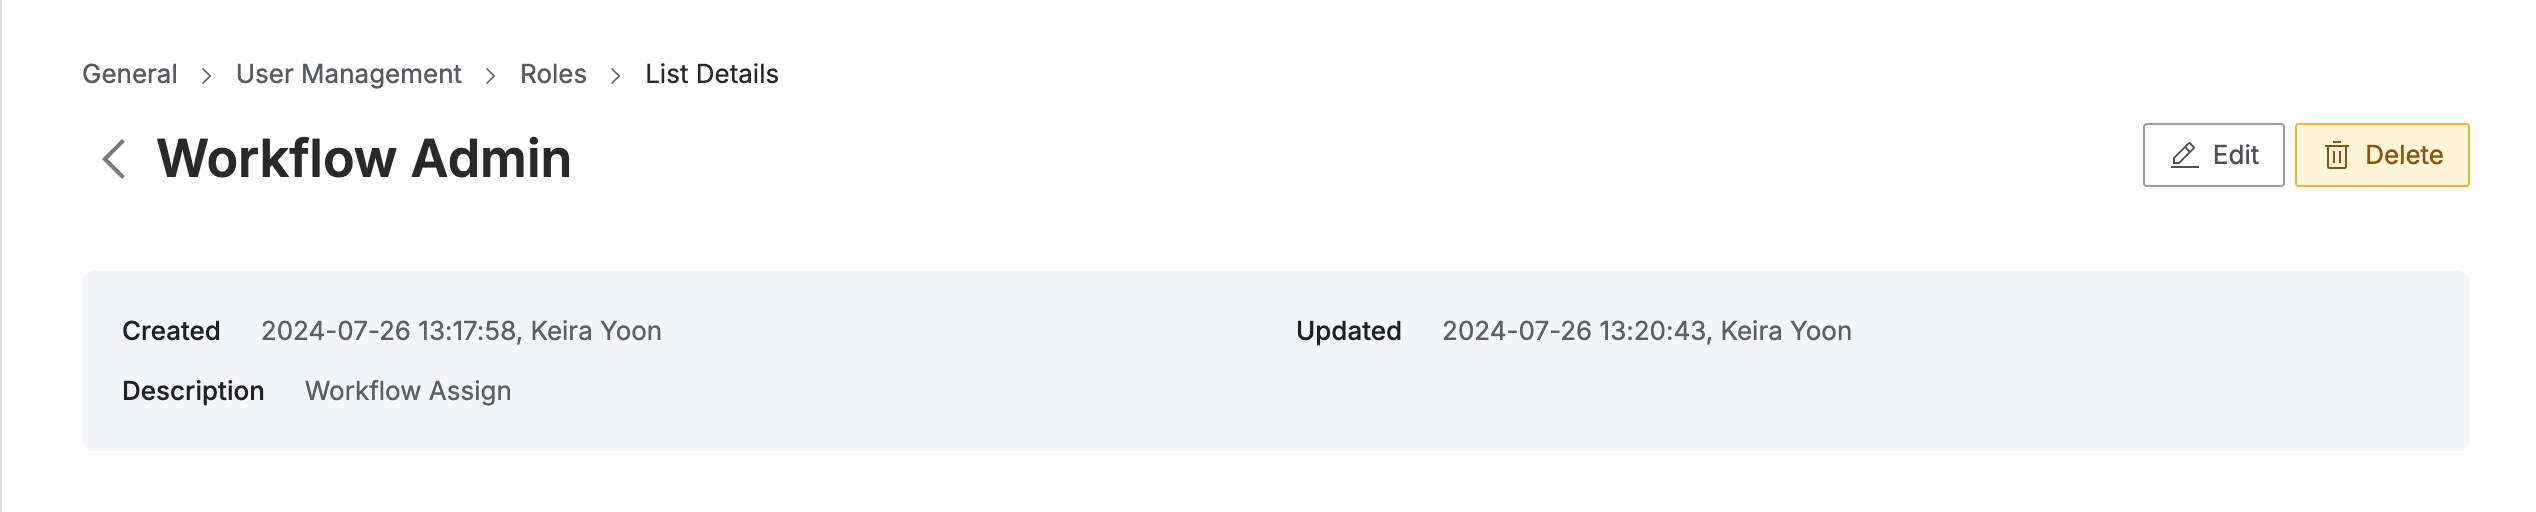 General > User Management > Roles > List Details
Workflow Admin
Edit
Delete
Created 2024-07-26 13:17:58, Keira Yoon
Updated 2024-07-26 13:20:43, Keira Yoon
Description Workflow Assign